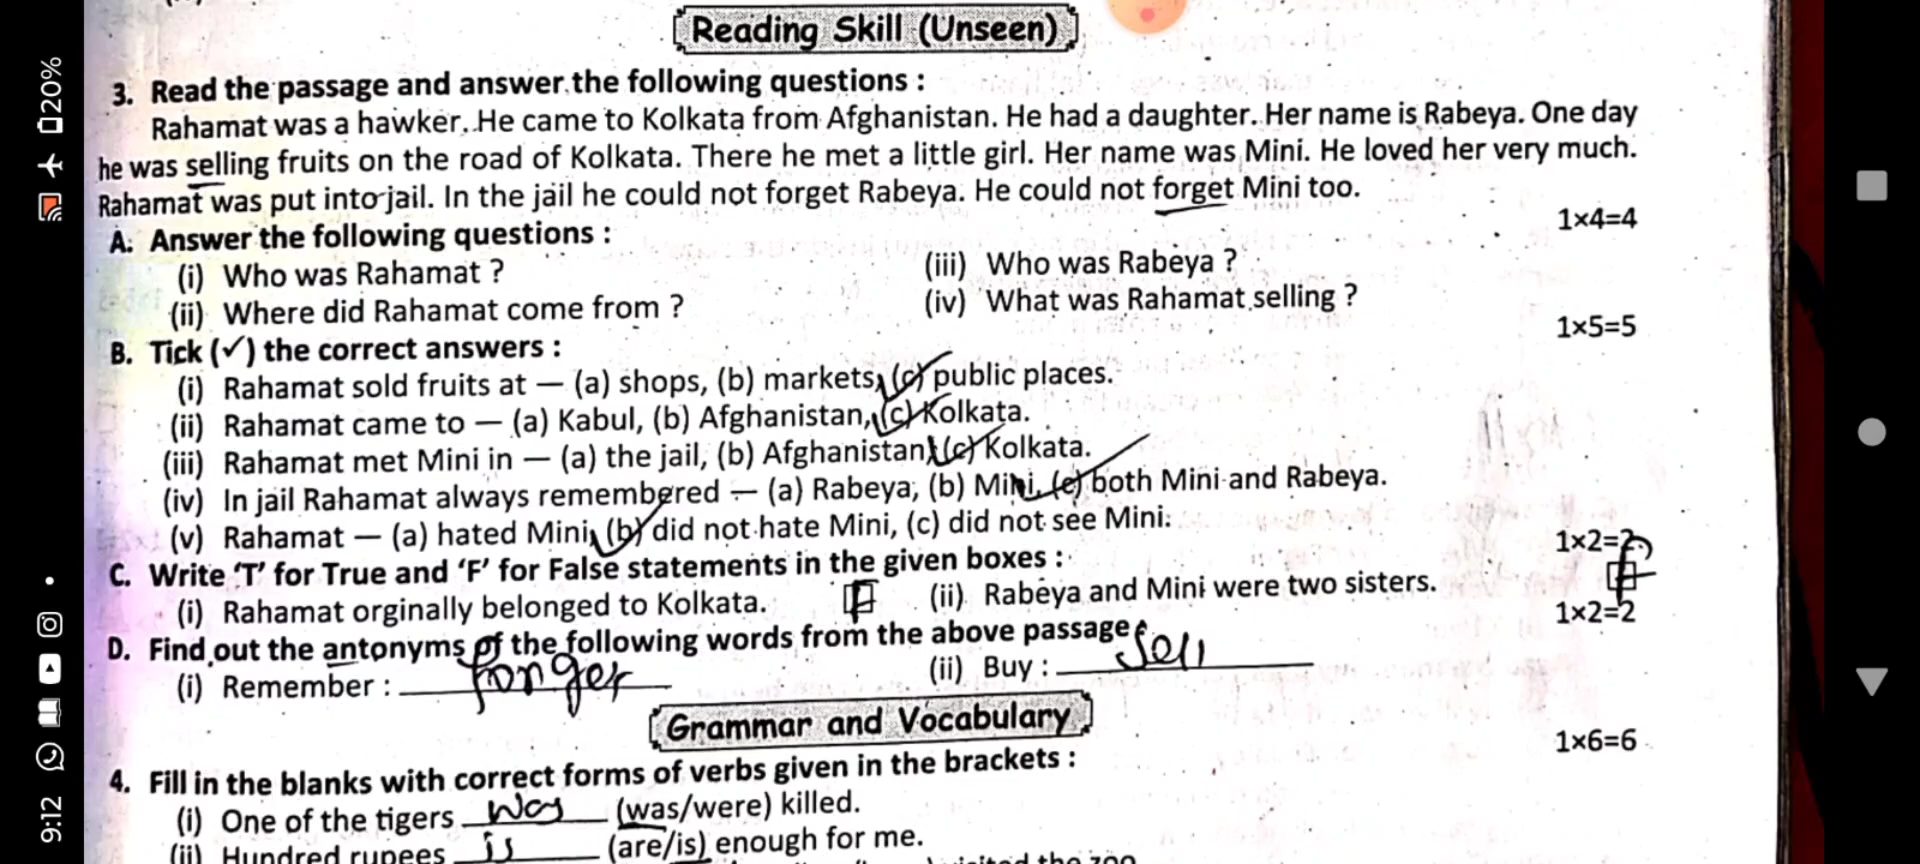 Reading Skill (Unseen)
3. Read the passage and answer the following questions :
Rahamat was a hawker. He came to Kolkata from Afghanistan. He had a daughter. Her name is Rabeya. One day
he was selling fruits on the road of Kolkata. There he met a little girl. Her name was Mini. He loved her very much.
Rahamat was put into jail. In the jail he could not forget Rabeya. He could not forget Mini too.
A. Answer the following questions : 1×4=4
(i) Who was Rahamat ? (iii) Who was Rabeya ?
(ii) Where did Rahamat come from ? (iv) What was Rahamat selling ?
B. Tick (✓) the correct answers : 1×5=5
(i) Rahamat sold fruits at — (a) shops, (b) markets, (c) public places.
(ii) Rahamat came to — (a) Kabul, (b) Afghanistan, (c) Kolkata.
(iii) Rahamat met Mini in — (a) the jail, (b) Afghanistan, (c) Kolkata.
(iv) In jail Rahamat always remembered — (a) Rabeya, (b) Mini, (c) both Mini and Rabeya.
(v) Rahamat — (a) hated Mini, (b) did not hate Mini, (c) did not see Mini.
C. Write 'T' for True and 'F' for False statements in the given boxes : 1×2=2
(i) Rahamat orginally belonged to Kolkata. F (ii) Rabeya and Mini were two sisters. F
D. Find out the antonyms of the following words from the above passage : 1×2=2
(i) Remember : forger (ii) Buy : Sell
Grammar and Vocabulary
4. Fill in the blanks with correct forms of verbs given in the brackets : 1×6=6
(i) One of the tigers was (was/were) killed.
(ii) Hundred rupees is (are/is) enough for me.
visited the zoo
20%
9:12